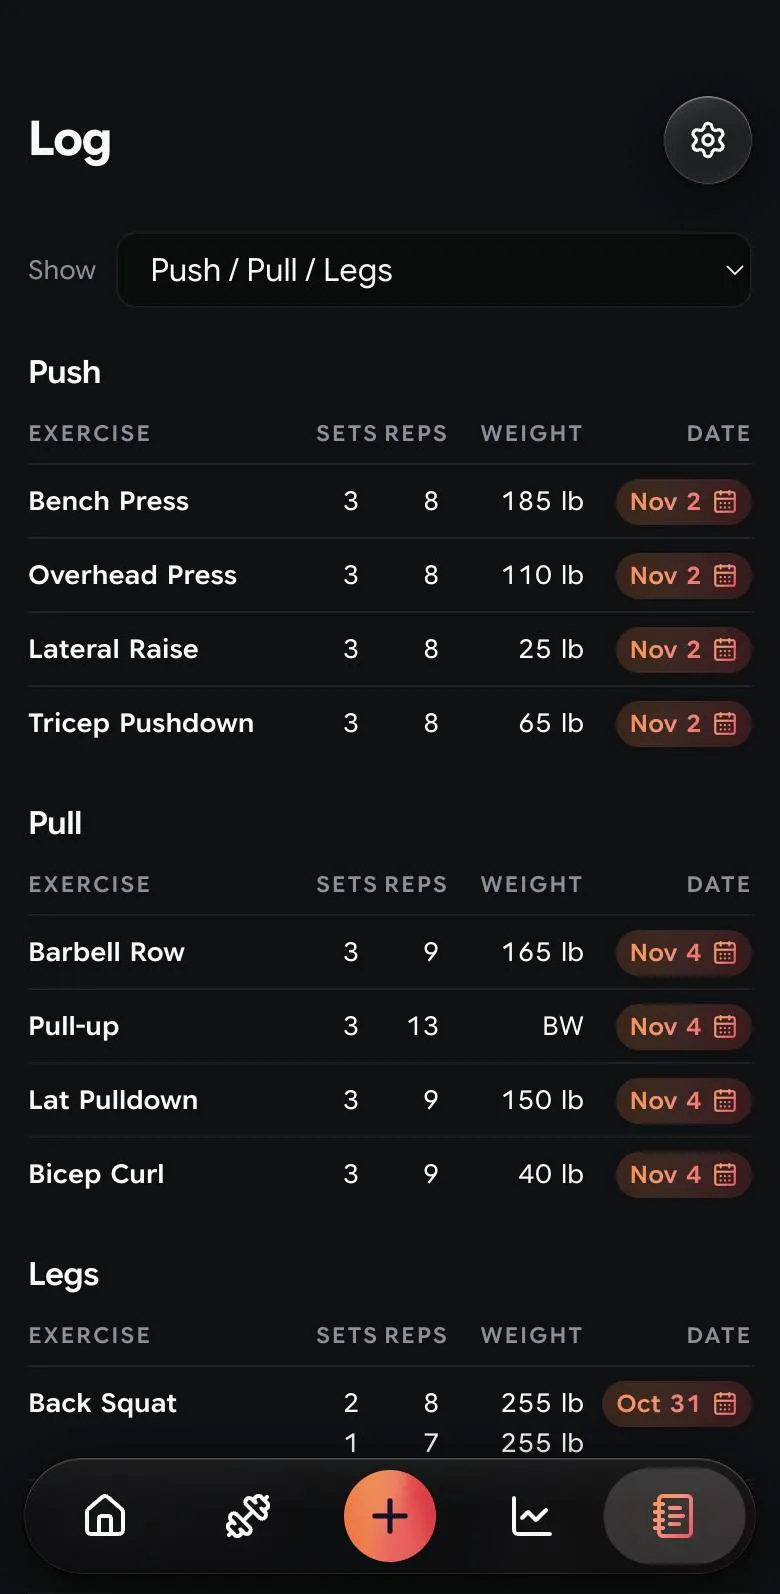 Log
Show Push / Pull / Legs
Push
EXERCISE SETS REPS WEIGHT DATE
Bench Press 3 8 185 lb Nov 2
Overhead Press 3 8 110 lb Nov 2
Lateral Raise 3 8 25 lb Nov 2
Tricep Pushdown 3 8 65 lb Nov 2
Pull
EXERCISE SETS REPS WEIGHT DATE
Barbell Row 3 9 165 lb Nov 4
Pull-up 3 13 BW Nov 4
Lat Pulldown 3 9 150 lb Nov 4
Bicep Curl 3 9 40 lb Nov 4
Legs
EXERCISE SETS REPS WEIGHT DATE
Back Squat 2 8 255 lb Oct 31
1 7 255 lb